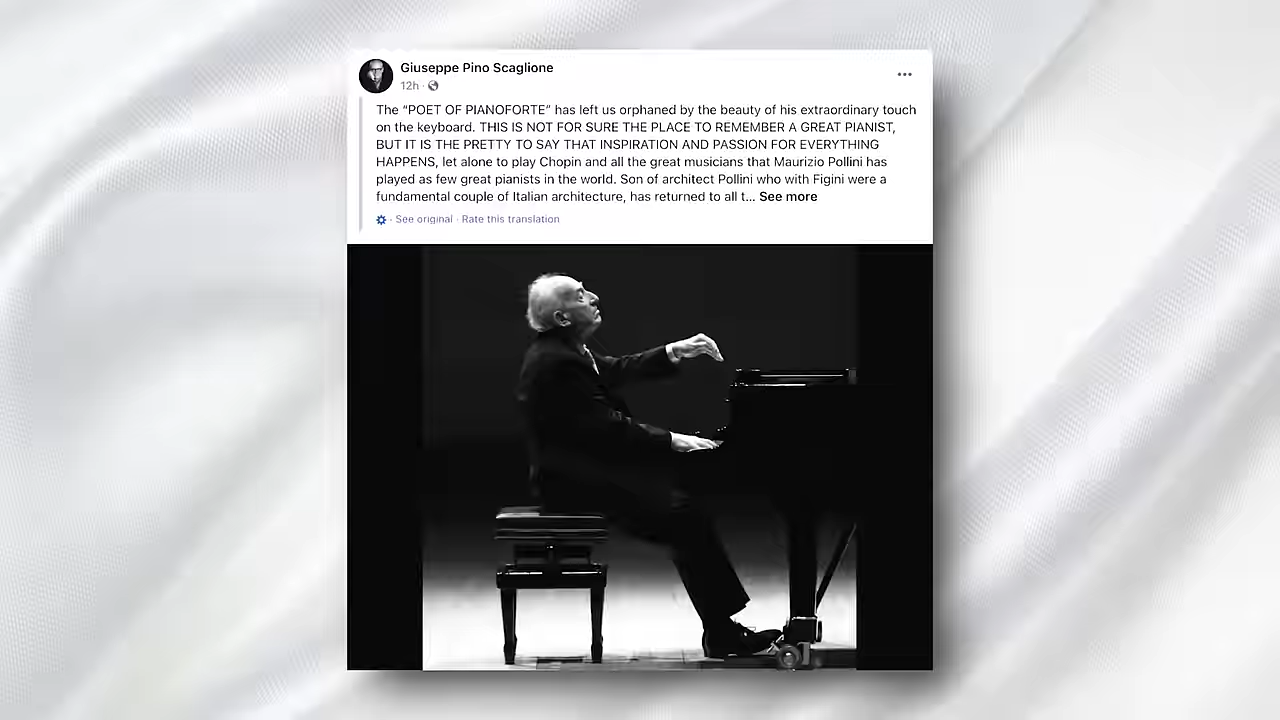 Giuseppe Pino Scaglione
12h ·
The “POET OF PIANOFORTE” has left us orphaned by the beauty of his extraordinary touch
on the keyboard. THIS IS NOT FOR SURE THE PLACE TO REMEMBER A GREAT PIANIST,
BUT IT IS THE PRETTY TO SAY THAT INSPIRATION AND PASSION FOR EVERYTHING
HAPPENS, let alone to play Chopin and all the great musicians that Maurizio Pollini has
played as few great pianists in the world. Son of architect Pollini who with Figini were a
fundamental couple of Italian architecture, has returned to all t... See more
· See original · Rate this translation